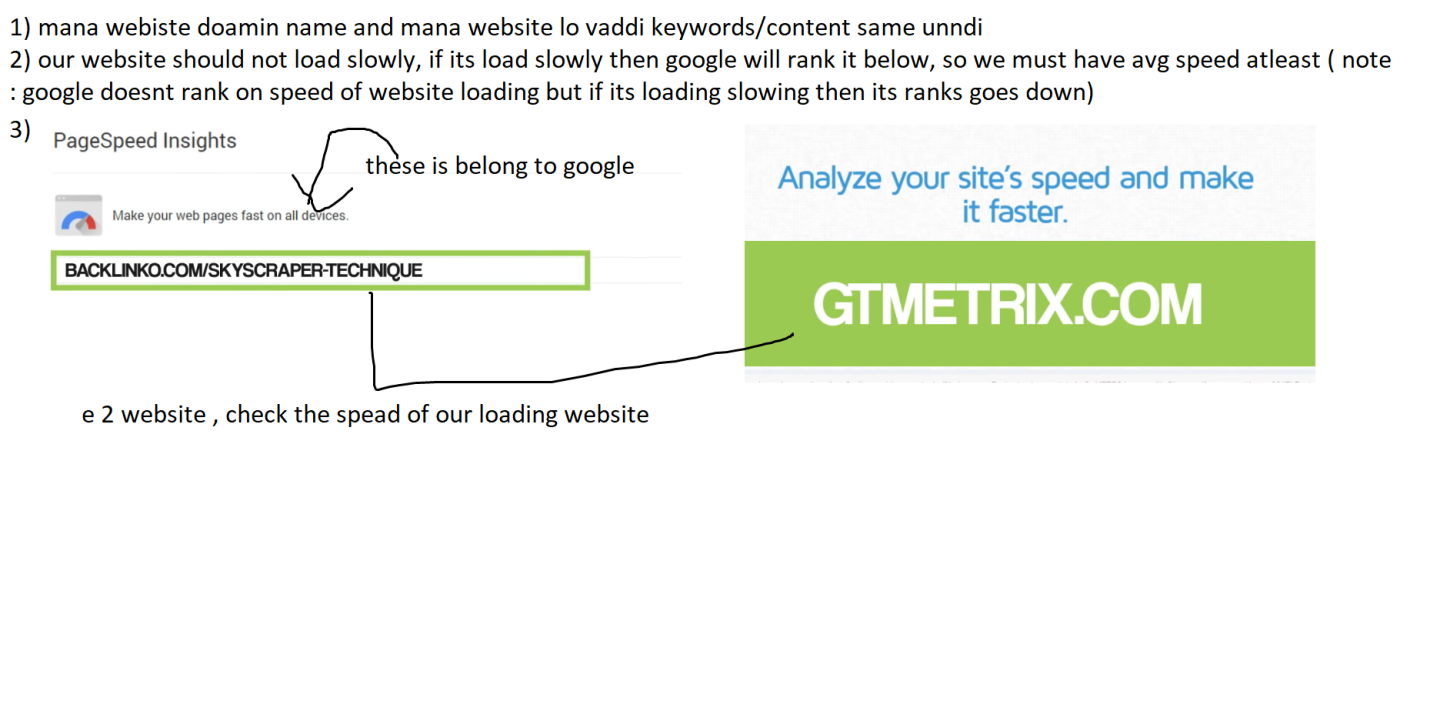 1) mana webiste doamin name and mana website lo vaddi keywords/content same unndi
2) our website should not load slowly, if its load slowly then google will rank it below, so we must have avg speed atleast ( note
: google doesnt rank on speed of website loading but if its loading slowing then its ranks goes down)
3)
PageSpeed Insights
these is belong to google
Make your web pages fast on all devices.
BACKLINKO.COM/SKYSCRAPER-TECHNIQUE
Analyze your site's speed and make
it faster.
GTMETRIX.COM
e 2 website , check the spead of our loading website